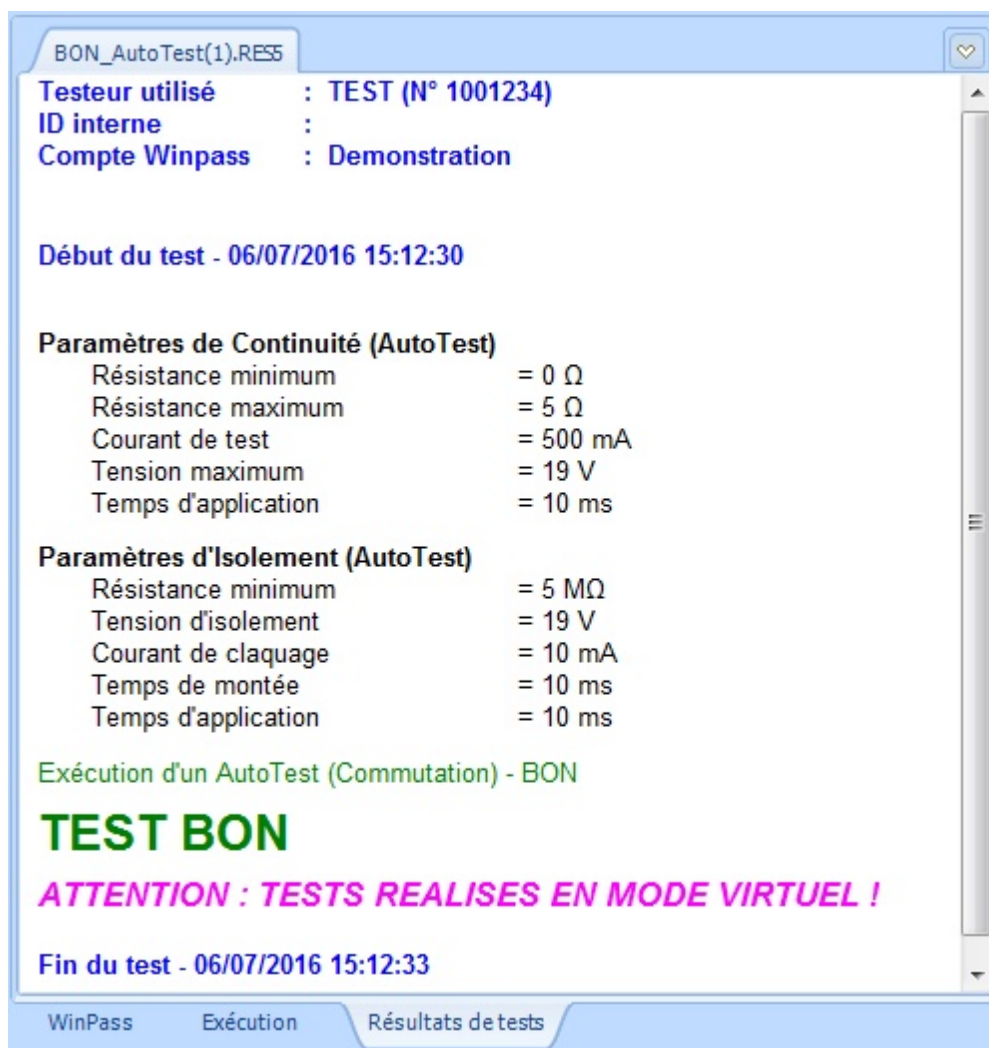 BON_AutoTest(1).RES5
Testeur utilisé : TEST (N° 1001234)
ID interne :
Compte Winpass : Demonstration
Début du test - 06/07/2016 15:12:30
Paramètres de Continuité (AutoTest)
Résistance minimum = 0 Ω
Résistance maximum = 5 Ω
Courant de test = 500 mA
Tension maximum = 19 V
Temps d'application = 10 ms
Paramètres d'Isolement (AutoTest)
Résistance minimum = 5 MΩ
Tension d'isolement = 19 V
Courant de claquage = 10 mA
Temps de montée = 10 ms
Temps d'application = 10 ms
Exécution d'un AutoTest (Commutation) - BON
TEST BON
ATTENTION : TESTS REALISES EN MODE VIRTUEL !
Fin du test - 06/07/2016 15:12:33
WinPass Exécution Résultats de tests